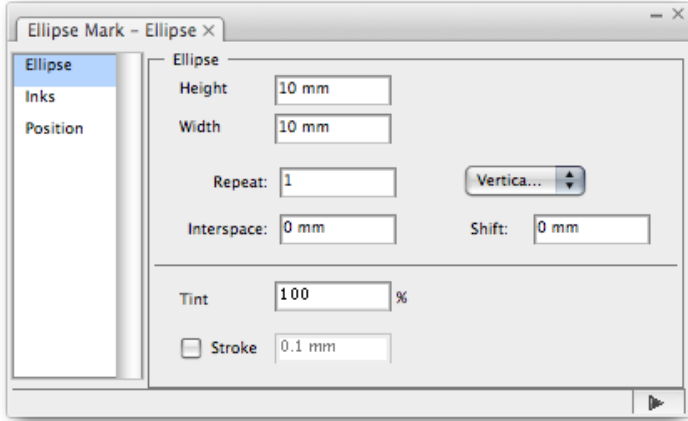 Ellipse Mark – Ellipse ×
Ellipse
Inks
Position
Ellipse
Height 10 mm
Width 10 mm
Repeat: 1 Vertica...
Interspace: 0 mm Shift: 0 mm
Tint 100 %
Stroke 0.1 mm